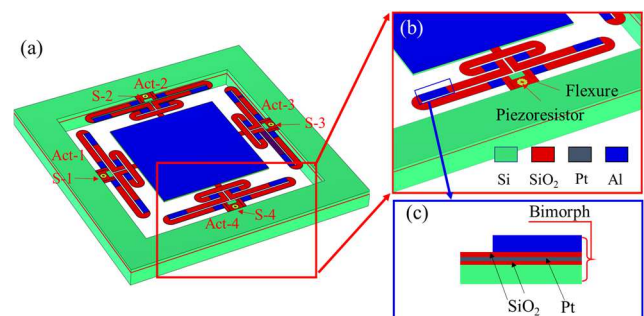 (a)
Act-2
S-2
Act-3
S-3
Act-1
S-1
S-4
Act-4
(b)
Flexure
Piezoresistor
Si SiO2 Pt Al
(c)
Bimorph
SiO2 Pt